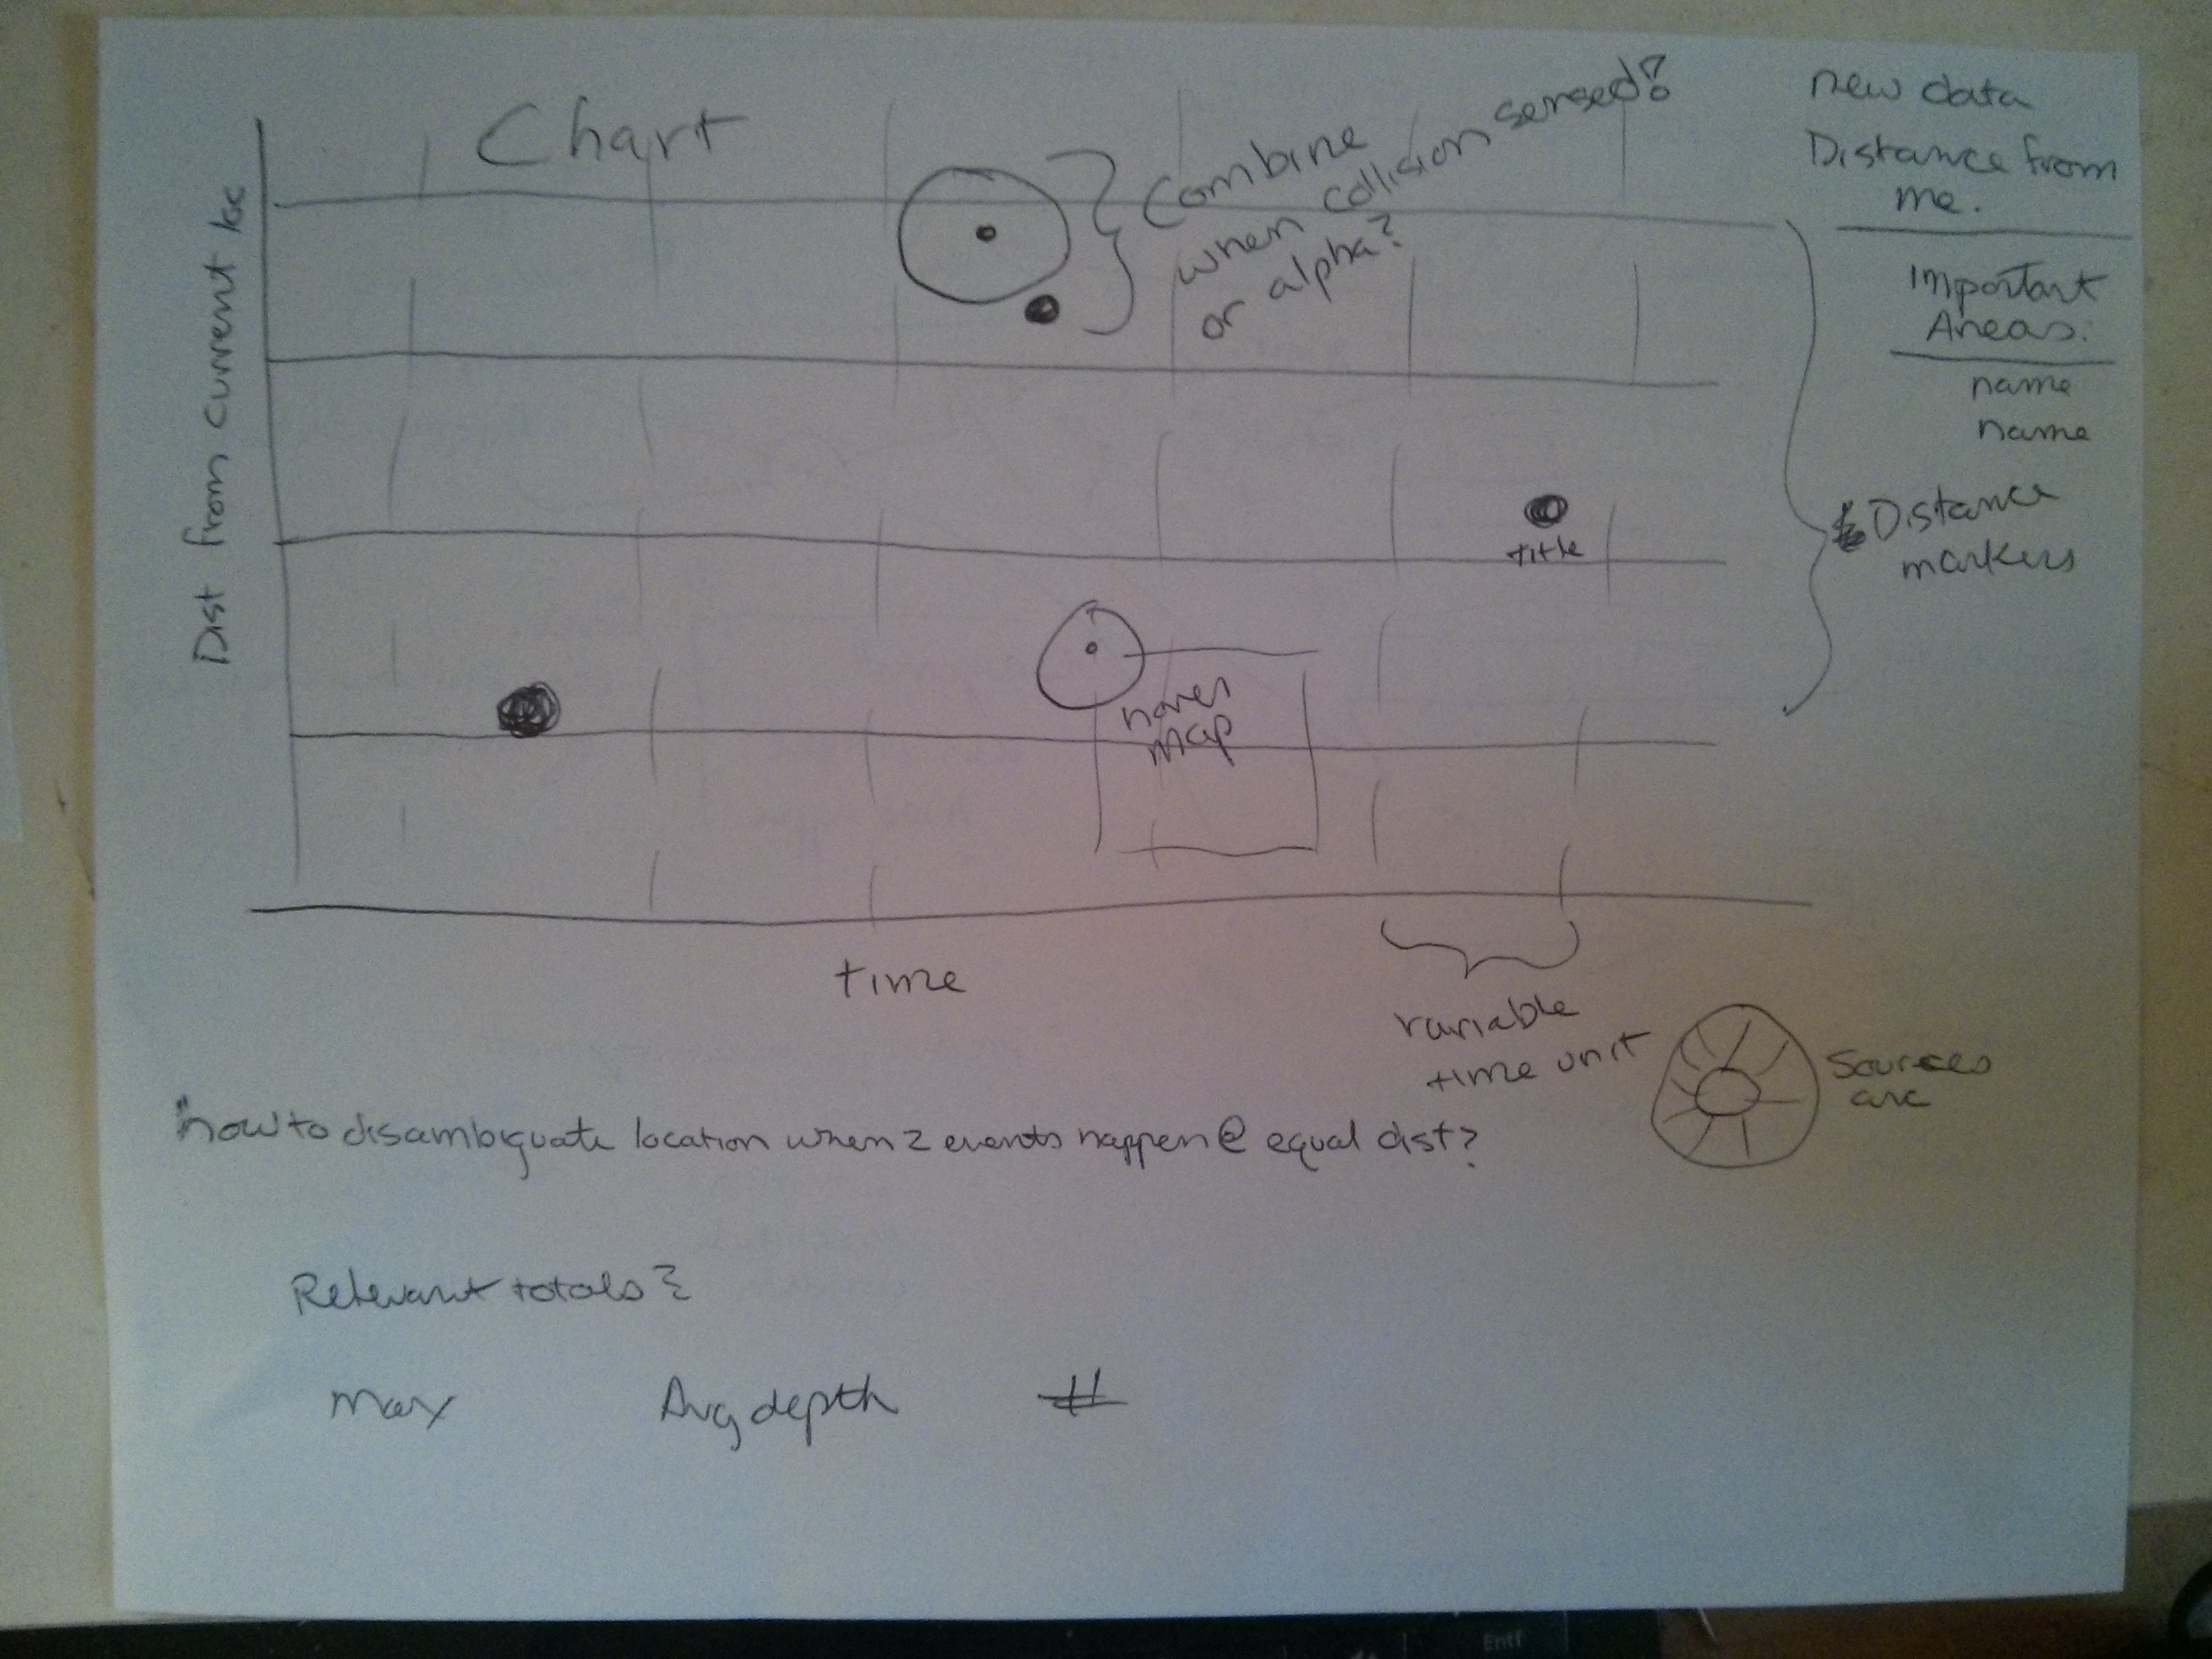 Chart
Combine
when collision sensed?
or alpha?
new data
Distance from
me.
Important
Areas.
name
name
Distance
markers
Dist from current loc
title
hover
map
time
variable
time unit
Sources
arc
how to disambiguate location when 2 events happen @ equal dist?
Relevant totals?
Max Avg depth #
Entf